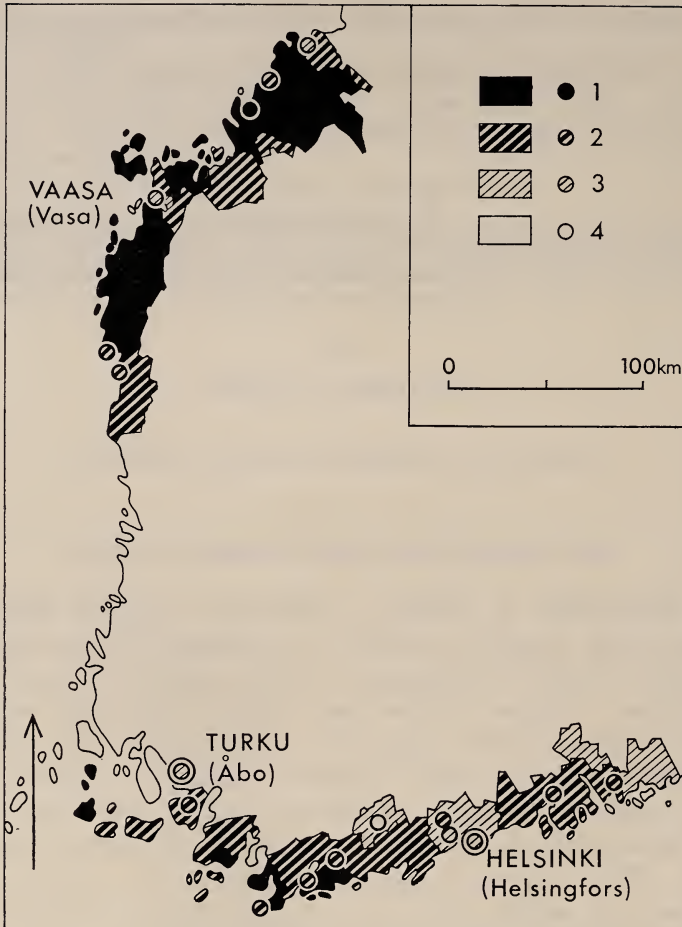 1
2
3
4
0 100km
VAASA
(Vasa)
TURKU
(Åbo)
HELSINKI
(Helsingfors)